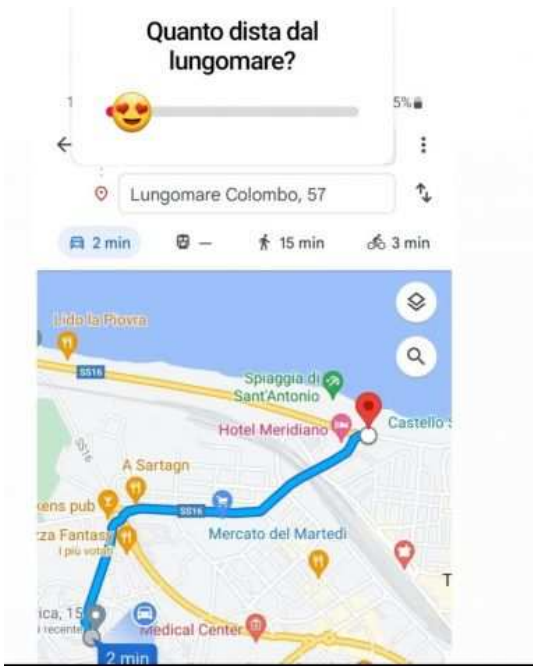 Quanto dista dal
lungomare?
5%
Lungomare Colombo, 57
2 min
—
15 min
3 min
Lido la Piovra
SS16
Spiaggia di
Sant'Antonio
Hotel Meridiano
Castello
SS16
A Sartagn
SS16
Mercato del Martedì
I più votati
ica, 15
recente
Medical Center
2 min